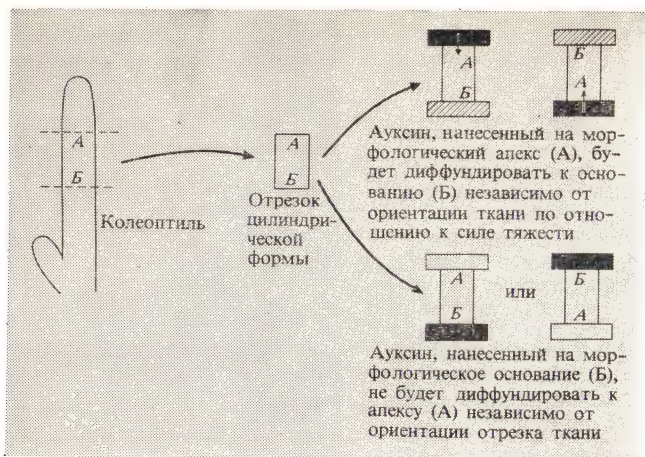 А
Б
Колеоптиль
А
Б
Отрезок
цилиндри-
ческой
формы
А
Б
Б
А
Ауксин, нанесенный на мор-
фологический апекс (А), бу-
дет диффундировать к осно-
ванию (Б) независимо от
ориентации ткани по отно-
шению к силе тяжести
А
Б
или
Б
А
Ауксин, нанесенный на мор-
фологическое основание (Б),
не будет диффундировать к
апексу (А) независимо от
ориентации отрезка ткани